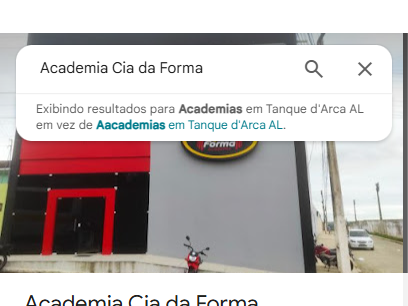 Academia Cia da Forma
Exibindo resultados para Academias em Tanque d'Arca AL
em vez de Aacademias em Tanque d'Arca AL.
Forma
Academia Cia da Forma